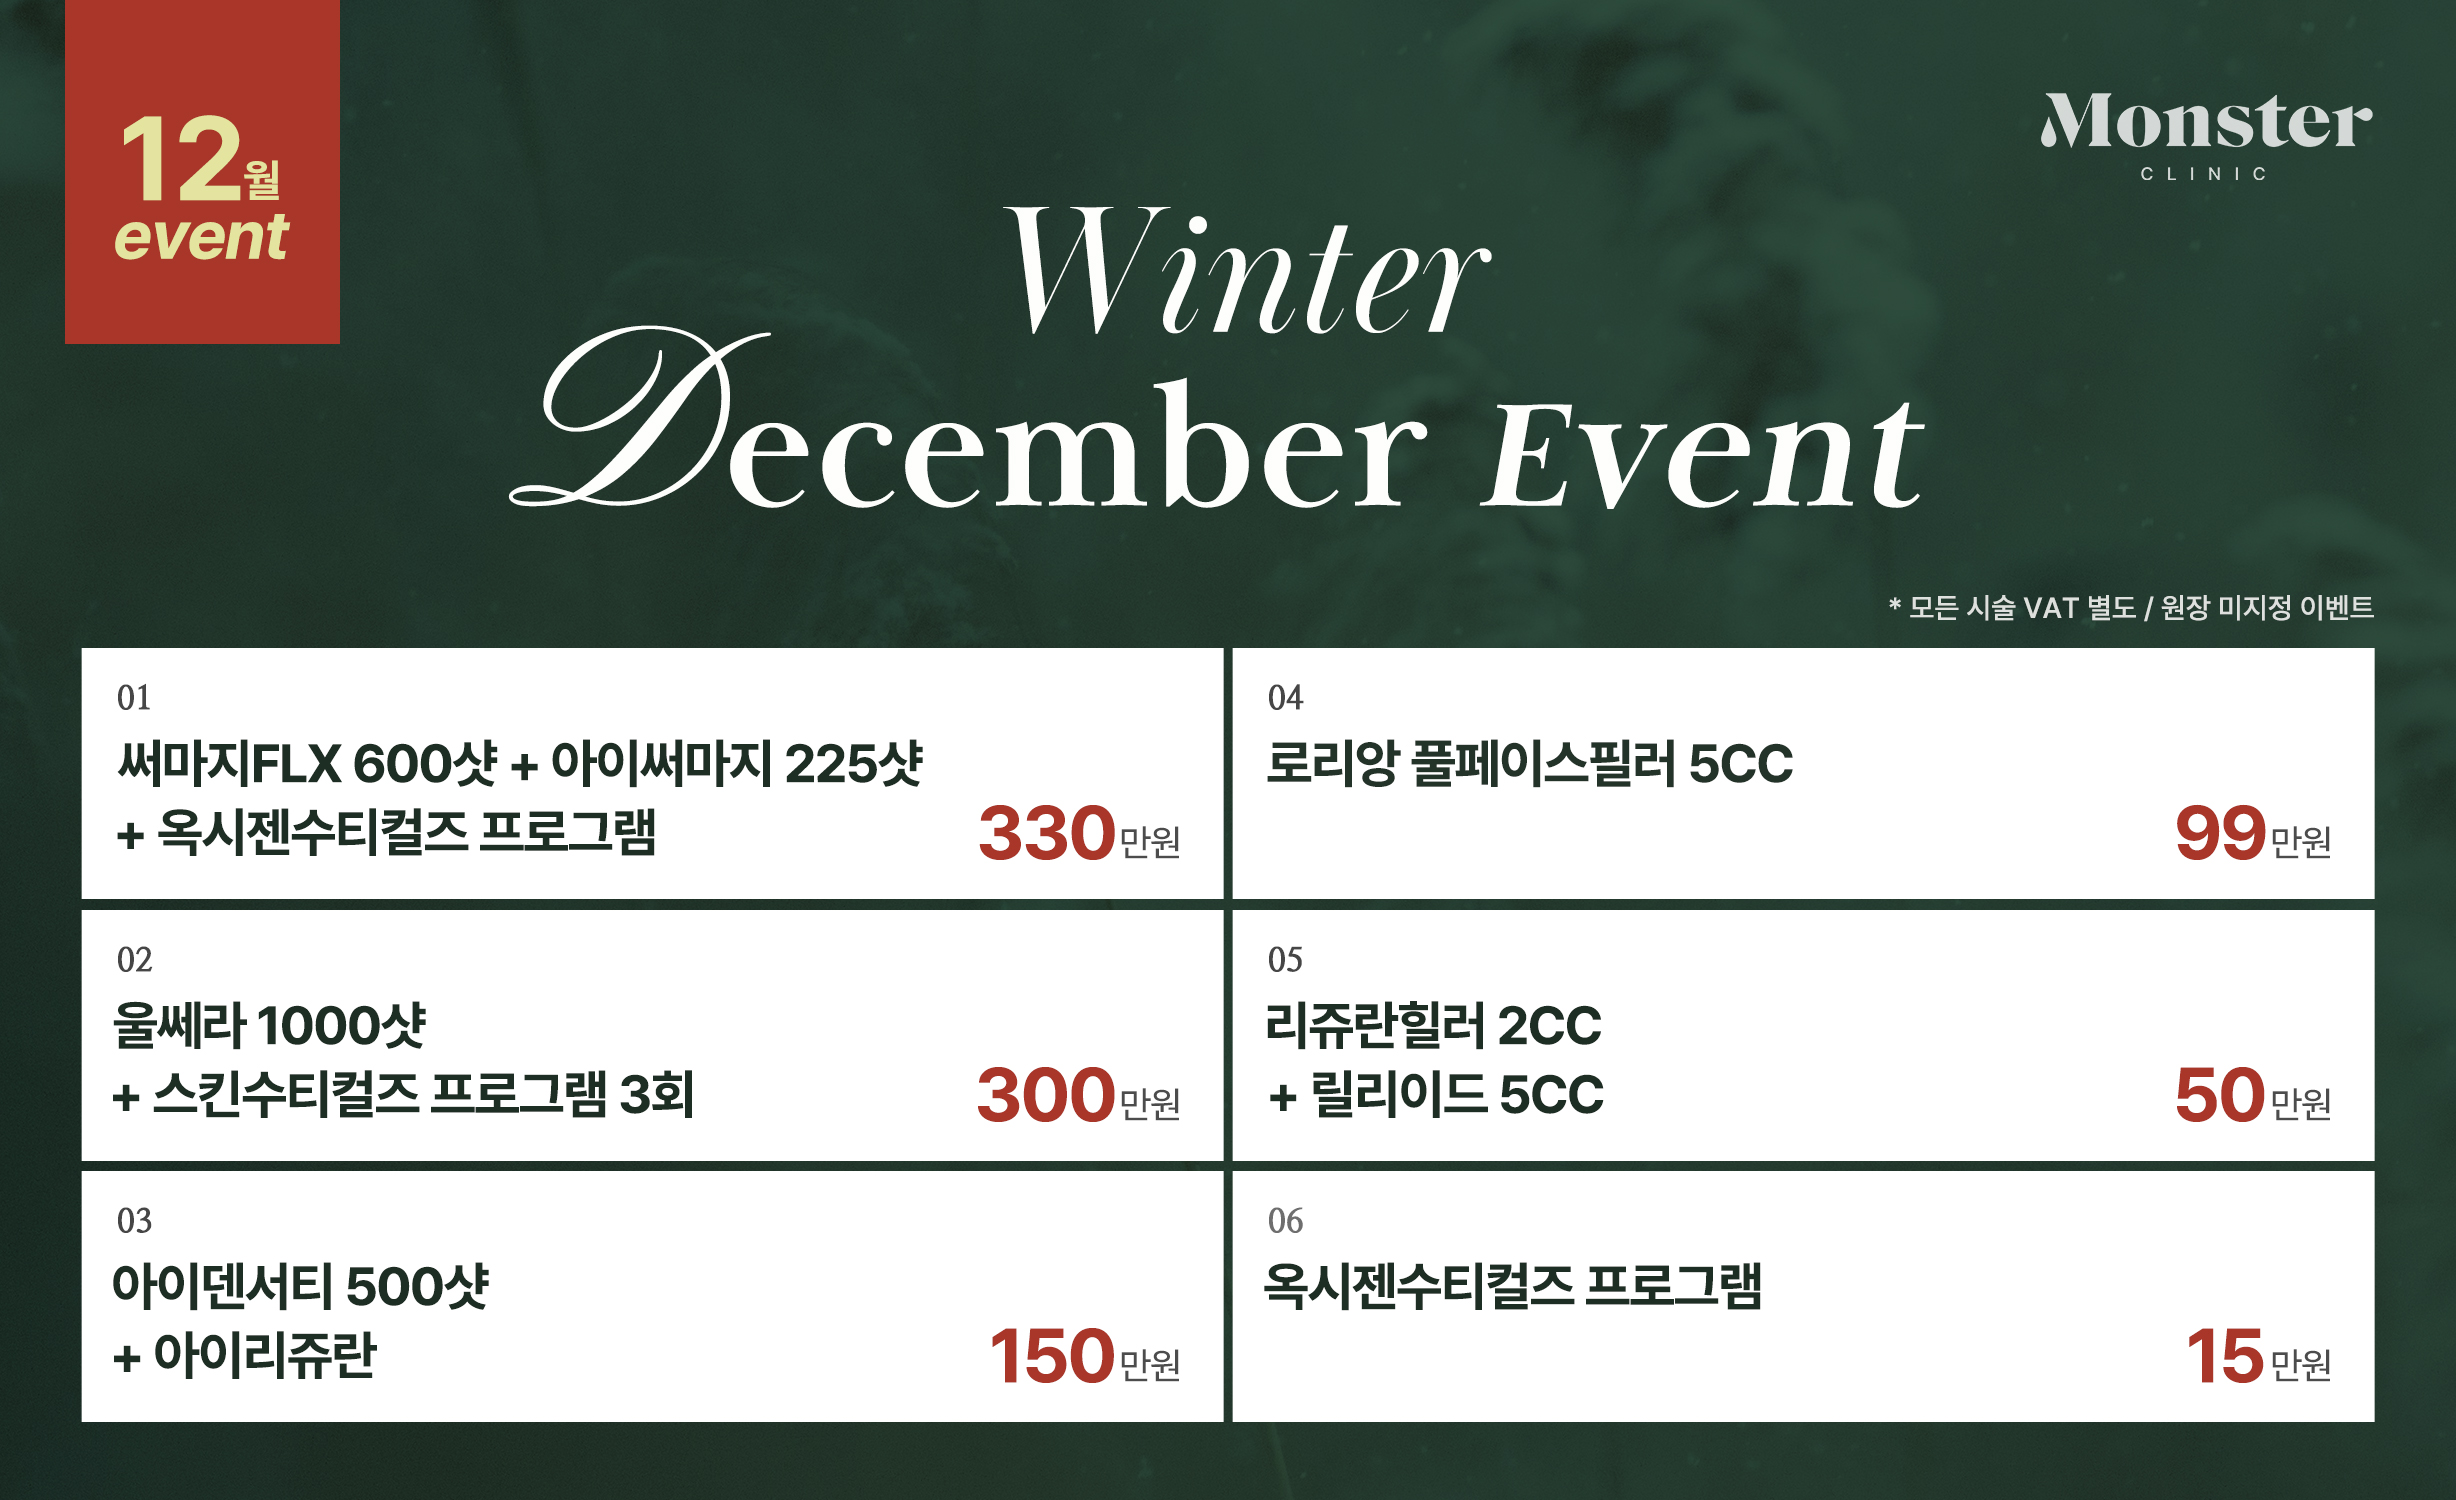 12월
event
Monster
CLINIC
Winter
December Event
* 모든 시술 VAT 별도 / 원장 미지정 이벤트
01
써마지FLX 600샷 + 아이써마지 225샷
+ 옥시젠수티컬즈 프로그램
330만원
02
울쎄라 1000샷
+ 스킨수티컬즈 프로그램 3회
300만원
03
아이덴서티 500샷
+ 아이리쥬란
150만원
04
로리앙 풀페이스필러 5CC
99만원
05
리쥬란힐러 2CC
+ 릴리이드 5CC
50만원
06
옥시젠수티컬즈 프로그램
15만원